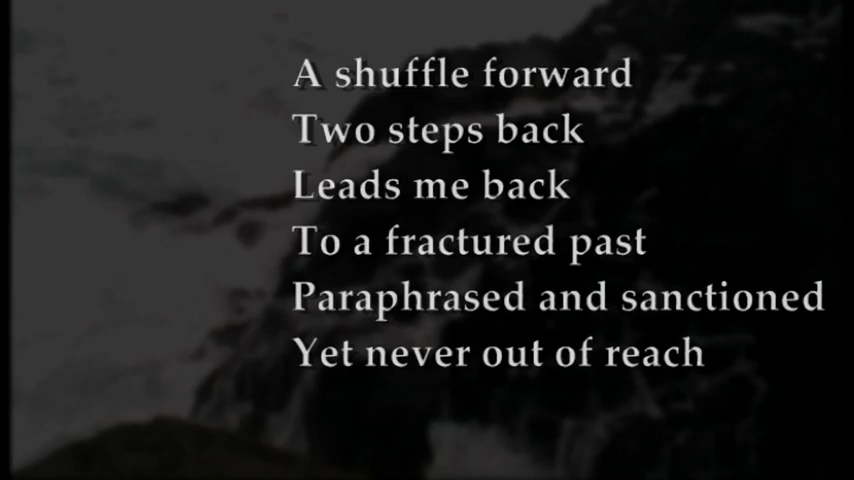 A shuffle forward
Two steps back
Leads me back
To a fractured past
Paraphrased and sanctioned
Yet never out of reach